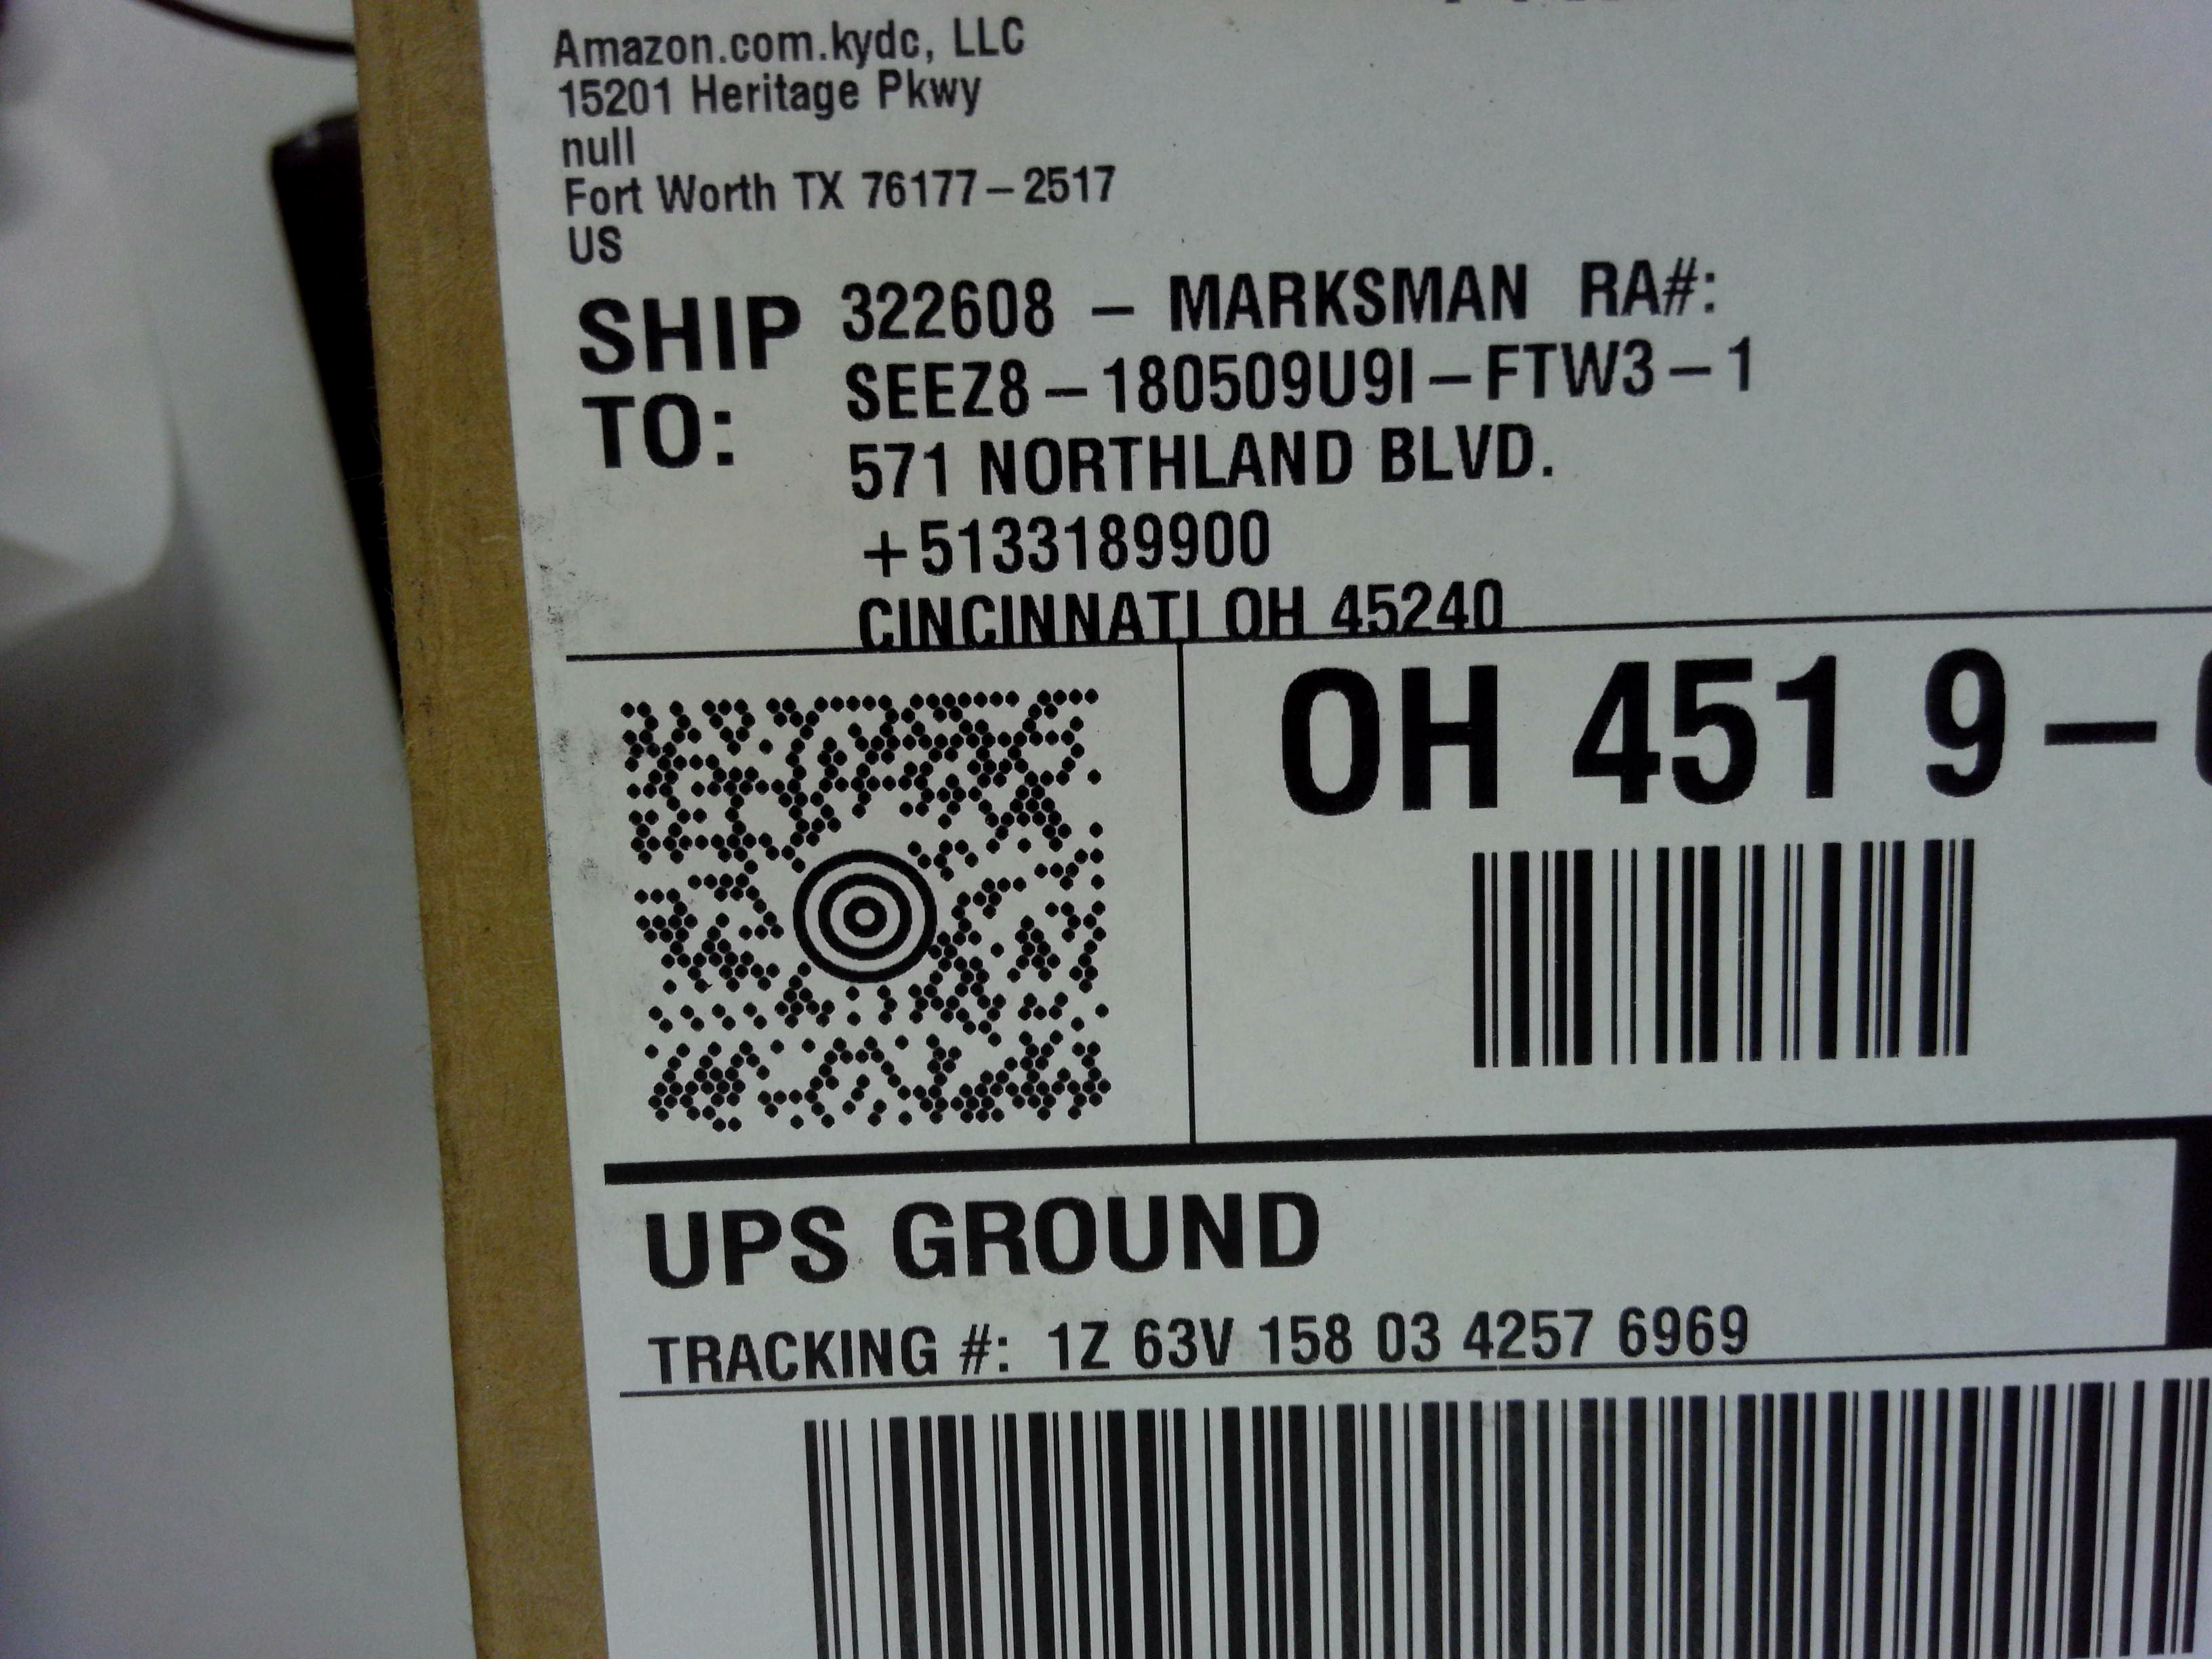 Amazon.com.kydc, LLC
15201 Heritage Pkwy
null
Fort Worth TX 76177-2517
US
SHIP TO:
322608 - MARKSMAN RA#:
SEEZ8-180509U9I-FTW3-1
571 NORTHLAND BLVD.
+5133189900
CINCINNATI OH 45240
OH 451 9-
UPS GROUND
TRACKING #: 1Z 63V 158 03 4257 6969